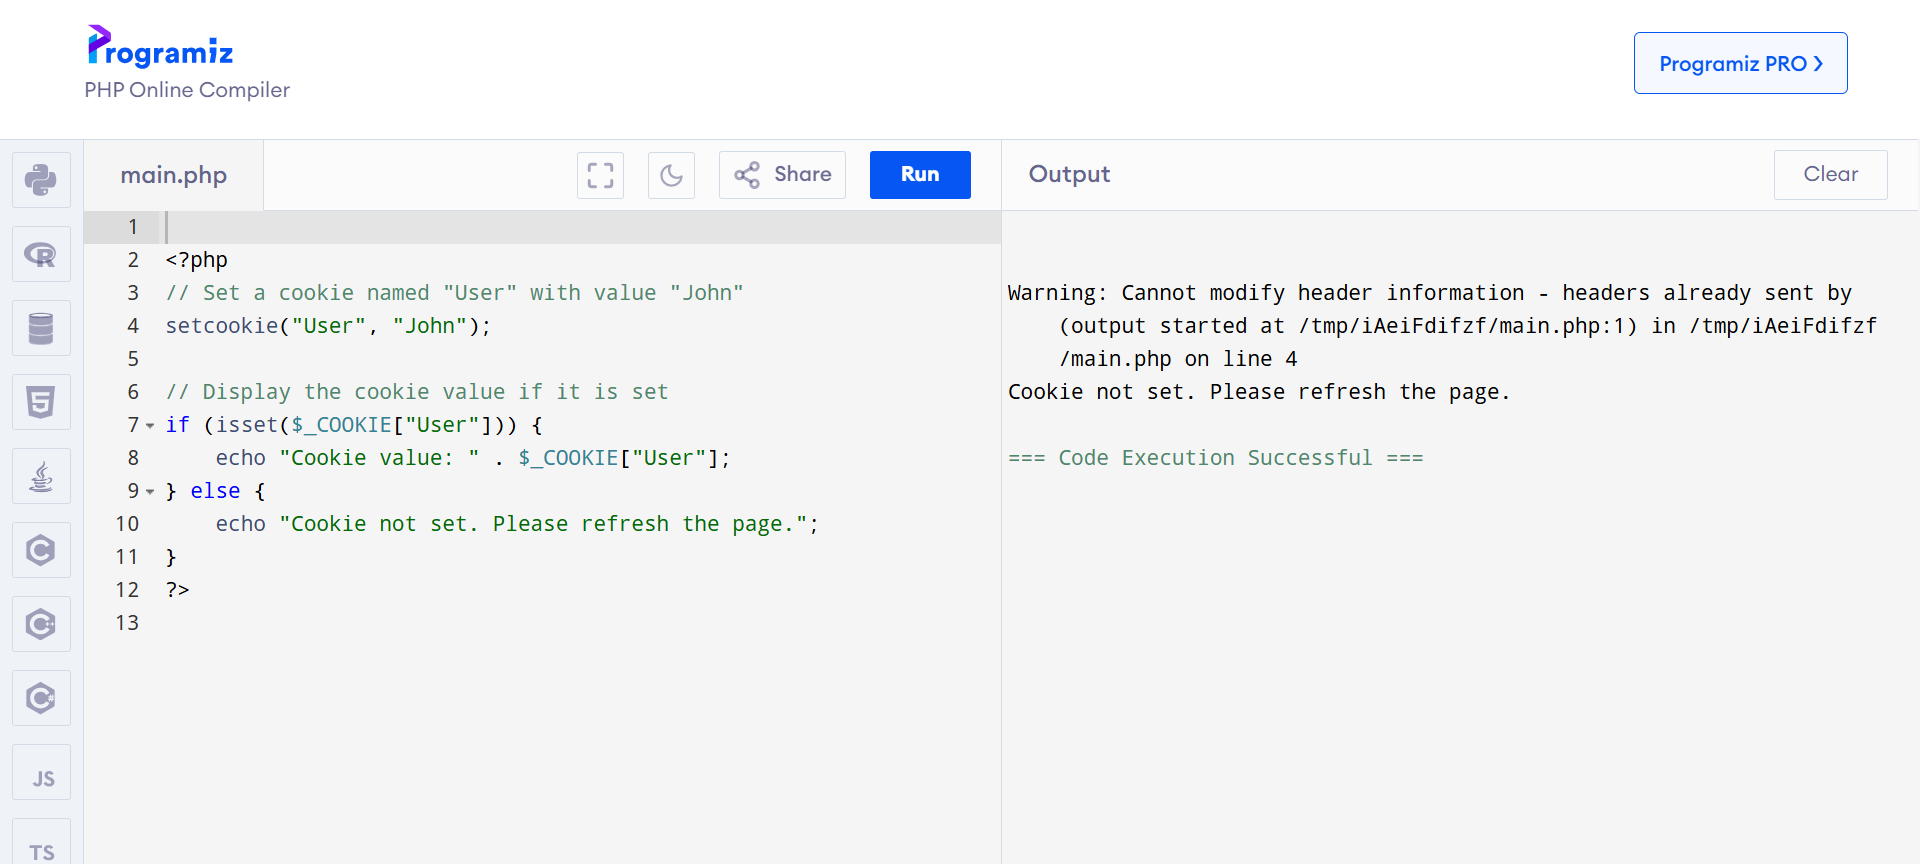 Programiz
PHP Online Compiler
Programiz PRO ❯
main.php
Share
Run
Output
Clear
1
2 <?php
3 // Set a cookie named "User" with value "John"
4 setcookie("User", "John");
5
6 // Display the cookie value if it is set
7 if (isset($_COOKIE["User"])) {
8     echo "Cookie value: " . $_COOKIE["User"];
9 } else {
10     echo "Cookie not set. Please refresh the page.";
11 }
12 ?>
13
Warning: Cannot modify header information - headers already sent by
(output started at /tmp/iAeiFdifzf/main.php:1) in /tmp/iAeiFdifzf
/main.php on line 4
Cookie not set. Please refresh the page.
=== Code Execution Successful ===
R
5
C
C++
C#
JS
TS